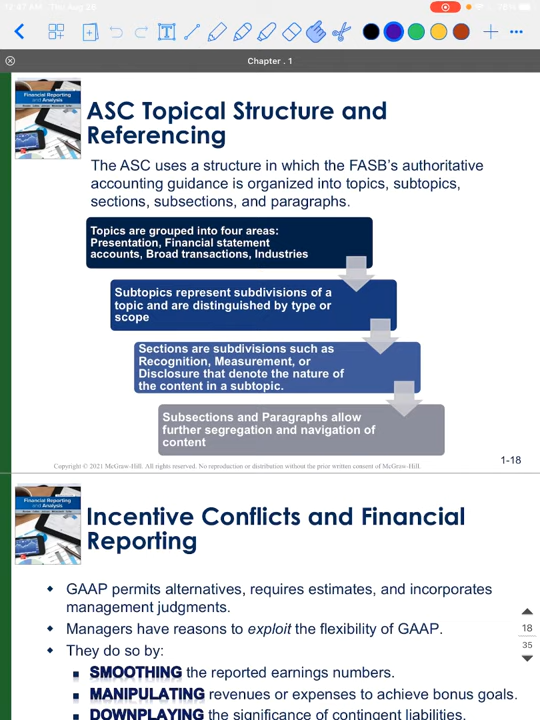 Chapter . 1
Financial Reporting
and Analysis
ASC Topical Structure and
Referencing
The ASC uses a structure in which the FASB's authoritative
accounting guidance is organized into topics, subtopics,
sections, subsections, and paragraphs.
Topics are grouped into four areas:
Presentation, Financial statement
accounts, Broad transactions, Industries
Subtopics represent subdivisions of a
topic and are distinguished by type or
scope
Sections are subdivisions such as
Recognition, Measurement, or
Disclosure that denote the nature of
the content in a subtopic.
Subsections and Paragraphs allow
further segregation and navigation of
content
Copyright © 2021 McGraw-Hill. All rights reserved. No reproduction or distribution without the prior written consent of McGraw-Hill.
1-18
Financial Reporting
and Analysis
Incentive Conflicts and Financial
Reporting
GAAP permits alternatives, requires estimates, and incorporates
management judgments.
Managers have reasons to exploit the flexibility of GAAP.
They do so by:
SMOOTHING the reported earnings numbers.
MANIPULATING revenues or expenses to achieve bonus goals.
DOWNPLAYING the significance of contingent liabilities.
18
35